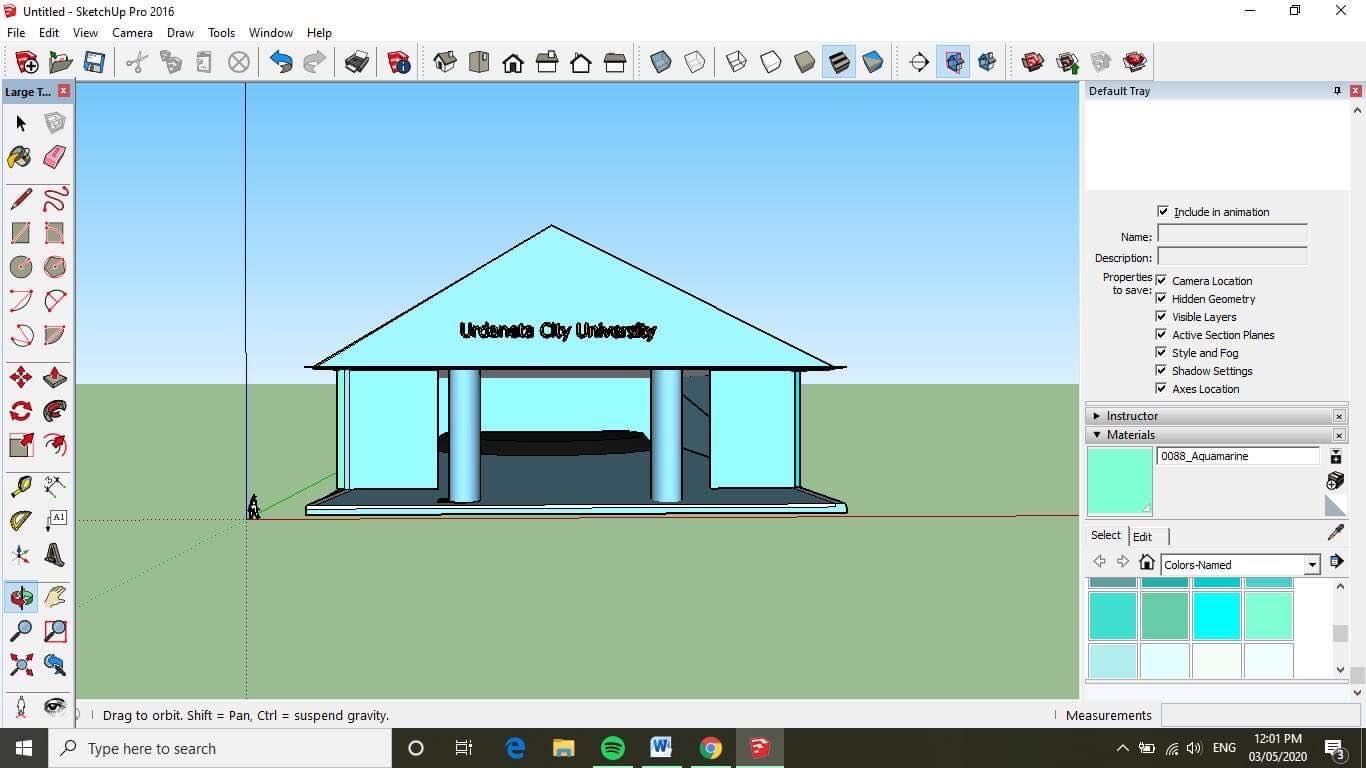 Untitled - SketchUp Pro 2016
File Edit View Camera Draw Tools Window Help
Large T...
Default Tray
Include in animation
Name:
Description:
Properties to save:
Camera Location
Hidden Geometry
Visible Layers
Active Section Planes
Style and Fog
Shadow Settings
Axes Location
Urdaneta City University
Instructor
Materials
0088_Aquamarine
A1
Select Edit
Colors-Named
Drag to orbit. Shift = Pan, Ctrl = suspend gravity.
Measurements
Type here to search
ENG
12:01 PM
03/05/2020
3